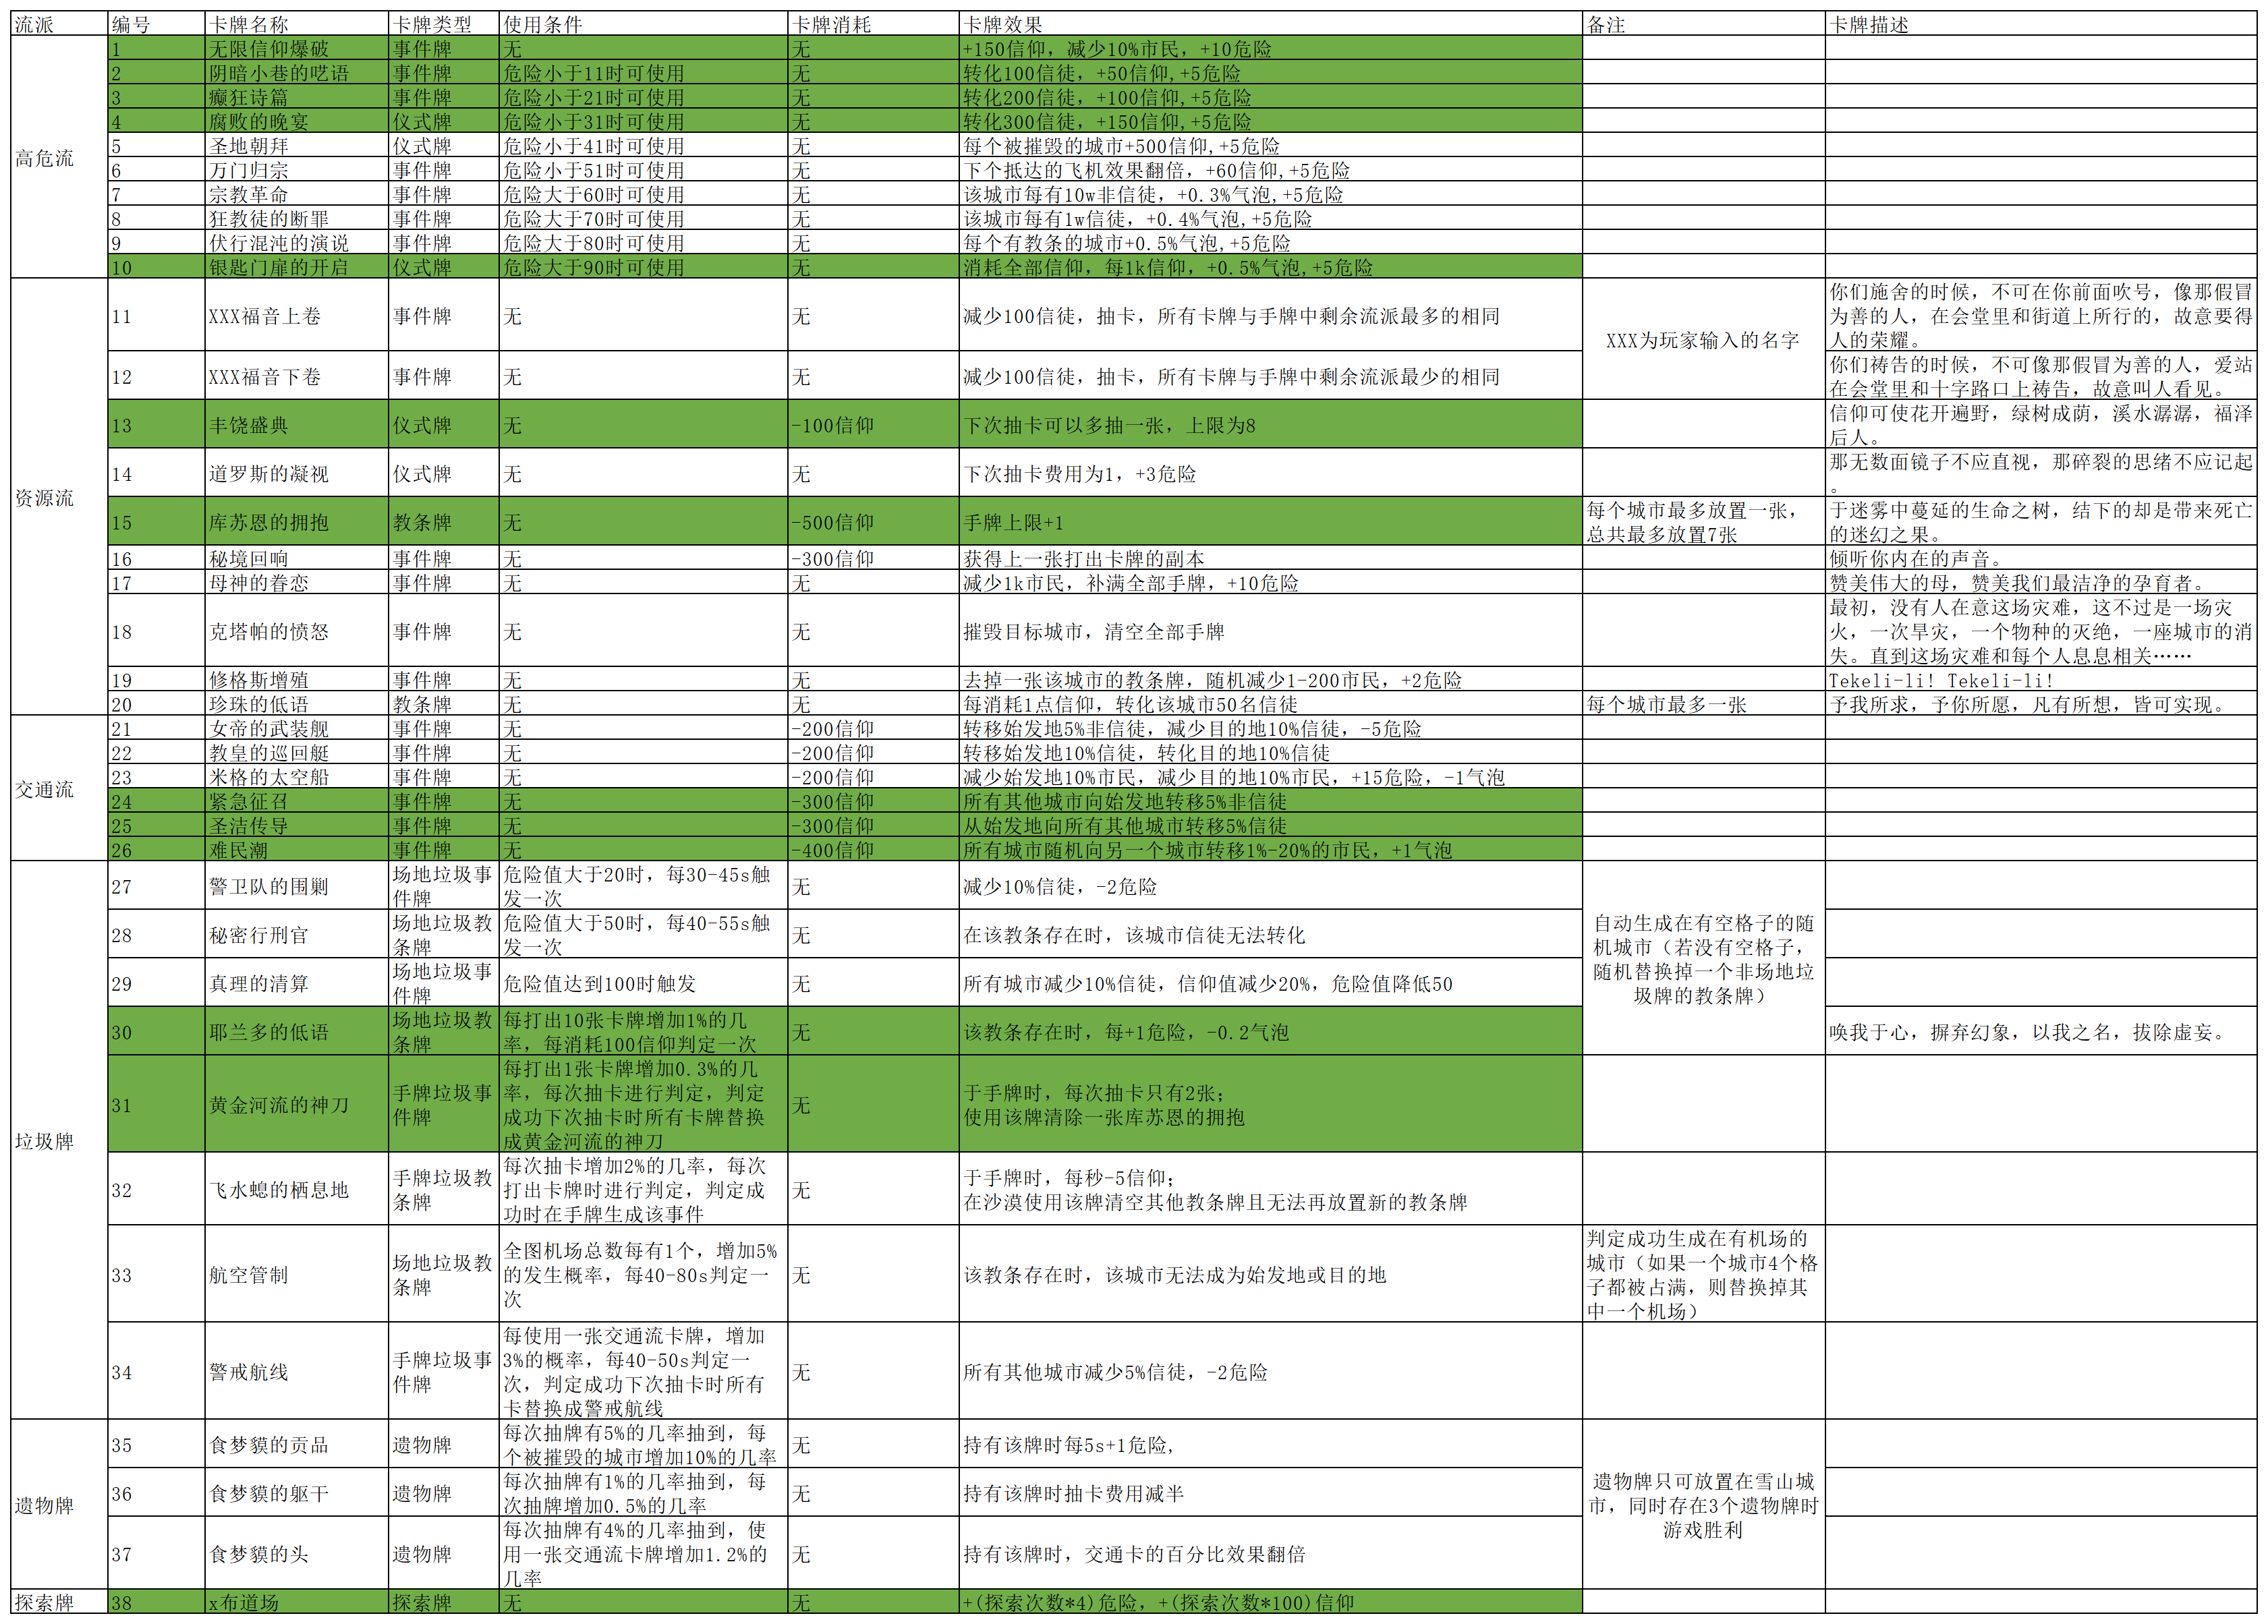 流派 编号 卡牌名称 卡牌类型 使用条件 卡牌消耗 卡牌效果 备注 卡牌描述
高危流
1 无限信仰爆破 事件牌 无 无 +150信仰，减少10%市民，+10危险
2 阴暗小巷的呓语 事件牌 危险小于11时可使用 无 转化100信徒，+50信仰,+5危险
3 癫狂诗篇 事件牌 危险小于21时可使用 无 转化200信徒，+100信仰,+5危险
4 腐败的晚宴 仪式牌 危险小于31时可使用 无 转化300信徒，+150信仰,+5危险
5 圣地朝拜 仪式牌 危险小于41时可使用 无 每个被摧毁的城市+500信仰,+5危险
6 万门归宗 事件牌 危险小于51时可使用 无 下个抵达的飞机效果翻倍，+60信仰,+5危险
7 宗教革命 事件牌 危险大于60时可使用 无 该城市每有10w非信徒，+0.3%气泡,+5危险
8 狂教徒的断罪 事件牌 危险大于70时可使用 无 该城市每有1w信徒，+0.4%气泡,+5危险
9 伏行混沌的演说 事件牌 危险大于80时可使用 无 每个有教条的城市+0.5%气泡,+5危险
10 银匙门扉的开启 仪式牌 危险大于90时可使用 无 消耗全部信仰，每1k信仰，+0.5%气泡,+5危险
资源流
11 XXX福音上卷 事件牌 无 无 减少100信徒，抽卡，所有卡牌与手牌中剩余流派最多的相同
XXX为玩家输入的名字
你们施舍的时候，不可在你前面吹号，像那假冒
为善的人，在会堂里和街道上所行的，故意要得
人的荣耀。
12 XXX福音下卷 事件牌 无 无 减少100信徒，抽卡，所有卡牌与手牌中剩余流派最少的相同
你们祷告的时候，不可像那假冒为善的人，爱站
在会堂里和十字路口上祷告，故意叫人看见。
13 丰饶盛典 仪式牌 无 -100信仰 下次抽卡可以多抽一张，上限为8
信仰可使花开遍野，绿树成荫，溪水潺潺，福泽
后人。
14 道罗斯的凝视 仪式牌 无 无 下次抽卡费用为1，+3危险
那无数面镜子不应直视，那碎裂的思绪不应记起
。
15 库苏恩的拥抱 教条牌 无 -500信仰 手牌上限+1
每个城市最多放置一张，
总共最多放置7张
于迷雾中蔓延的生命之树，结下的却是带来死亡
的迷幻之果。
16 秘境回响 事件牌 无 -300信仰 获得上一张打出卡牌的副本 倾听你内在的声音。
17 母神的眷恋 事件牌 无 无 减少1k市民，补满全部手牌，+10危险 赞美伟大的母，赞美我们最洁净的孕育者。
18 克塔帕的愤怒 事件牌 无 无 摧毁目标城市，清空全部手牌
最初，没有人在意这场灾难，这不过是一场灾
火，一次旱灾，一个物种的灭绝，一座城市的消
失。直到这场灾难和每个人息息相关……
19 修格斯增殖 事件牌 无 无 去掉一张该城市的教条牌，随机减少1-200市民，+2危险 Tekeli-li! Tekeli-li!
20 珍珠的低语 教条牌 无 无 每消耗1点信仰，转化该城市50名信徒 每个城市最多一张 予我所求，予你所愿，凡有所想，皆可实现。
交通流
21 女帝的武装舰 事件牌 无 -200信仰 转移始发地5%非信徒，减少目的地10%信徒，-5危险
22 教皇的巡回艇 事件牌 无 -200信仰 转移始发地10%信徒，转化目的地10%信徒
23 米格的太空船 事件牌 无 -200信仰 减少始发地10%市民，减少目的地10%市民，+15危险，-1气泡
24 紧急征召 事件牌 无 -300信仰 所有其他城市向始发地转移5%非信徒
25 圣洁传导 事件牌 无 -300信仰 从始发地向所有其他城市转移5%信徒
26 难民潮 事件牌 无 -400信仰 所有城市随机向另一个城市转移1%-20%的市民，+1气泡
垃圾牌
27 警卫队的围剿
场地垃圾事
件牌
危险值大于20时，每30-45s触
发一次
无 减少10%信徒，-2危险
自动生成在有空格子的随
机城市（若没有空格子，
随机替换掉一个非场地垃
圾牌的教条牌）
28 秘密行刑官
场地垃圾教
条牌
危险值大于50时，每40-55s触
发一次
无 在该教条存在时，该城市信徒无法转化
29 真理的清算
场地垃圾事
件牌
危险值达到100时触发 无 所有城市减少10%信徒，信仰值减少20%，危险值降低50
30 耶兰多的低语
场地垃圾教
条牌
每打出10张卡牌增加1%的几
率，每消耗100信仰判定一次
无 该教条存在时，每+1危险，-0.2气泡 唤我于心，摒弃幻象，以我之名，拔除虚妄。
31 黄金河流的神刀
手牌垃圾事
件牌
每打出1张卡牌增加0.3%的几
率，每次抽卡进行判定，判定
成功下次抽卡时所有卡牌替换
成黄金河流的神刀
无
于手牌时，每次抽卡只有2张；
使用该牌清除一张库苏恩的拥抱
32 飞水螅的栖息地
手牌垃圾教
条牌
每次抽卡增加2%的几率，每次
打出卡牌时进行判定，判定成
功时在手牌生成该事件
无
于手牌时，每秒-5信仰；
在沙漠使用该牌清空其他教条牌且无法再放置新的教条牌
33 航空管制
场地垃圾教
条牌
全图机场总数每有1个，增加5%
的发生概率，每40-80s判定一
次
无 该教条存在时，该城市无法成为始发地或目的地
判定成功生成在有机场的
城市（如果一个城市4个格
子都被占满，则替换掉其
中一个机场）
34 警戒航线
手牌垃圾事
件牌
每使用一张交通流卡牌，增加
3%的概率，每40-50s判定一
次，判定成功下次抽卡时所有
卡替换成警戒航线
无 所有其他城市减少5%信徒，-2危险
遗物牌
35 食梦貘的贡品 遗物牌
每次抽牌有5%的几率抽到，每
个被摧毁的城市增加10%的几率
无 持有该牌时每5s+1危险,
遗物牌只可放置在雪山城
市，同时存在3个遗物牌时
游戏胜利
36 食梦貘的躯干 遗物牌
每次抽牌有1%的几率抽到，每
次抽牌增加0.5%的几率
无 持有该牌时抽卡费用减半
37 食梦貘的头 遗物牌
每次抽牌有4%的几率抽到，使
用一张交通流卡牌增加1.2%的
几率
无 持有该牌时，交通卡的百分比效果翻倍
探索牌 38 x布道场 探索牌 无 无 +(探索次数*4)危险，+(探索次数*100)信仰